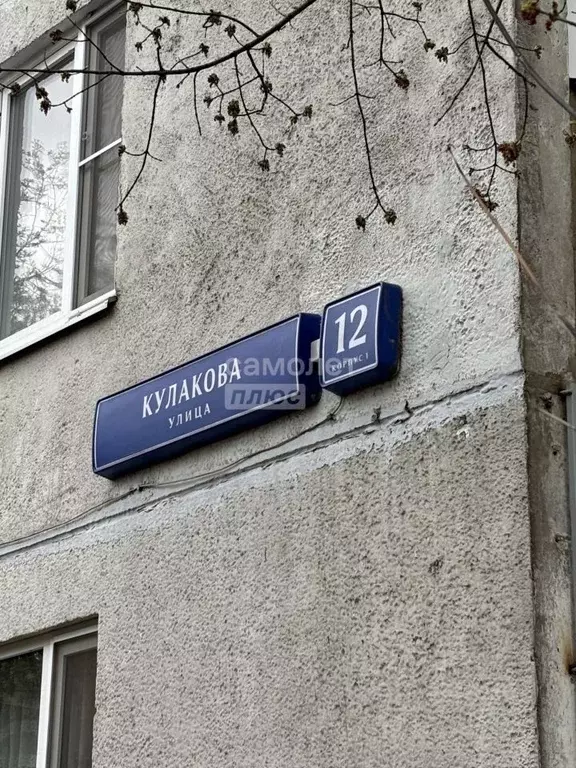 КУЛАКОВА
УЛИЦА
12
КОРПУС 1
самолет
плюс